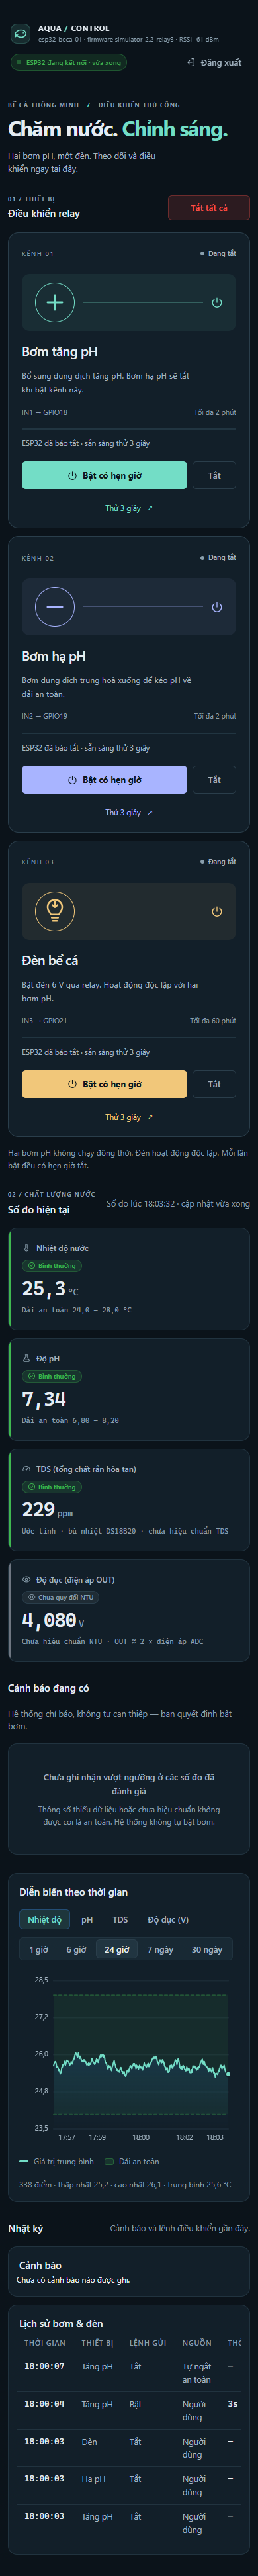 AQUA / CONTROL
esp32-beca-01 · firmware simulator-2.2-relay3 · RSSI -61 dBm
ESP32 đang kết nối · vừa xong
Đăng xuất
BỂ CÁ THÔNG MINH / ĐIỀU KHIỂN THỦ CÔNG
Chăm nước. Chỉnh sáng.
Hai bơm pH, một đèn. Theo dõi và điều
khiển ngay tại đây.
01 / THIẾT BỊ
Điều khiển relay
Tắt tất cả
KÊNH 01
Đang tắt
Bơm tăng pH
Bổ sung dung dịch tăng pH. Bơm hạ pH sẽ tắt
khi bật kênh này.
IN1 → GPIO18
Tối đa 2 phút
ESP32 đã báo tắt · sẵn sàng thử 3 giây
Bật có hẹn giờ
Tắt
Thử 3 giây ↗
KÊNH 02
Đang tắt
Bơm hạ pH
Bơm dung dịch trung hoà xuống để kéo pH về
dải an toàn.
IN2 → GPIO19
Tối đa 2 phút
ESP32 đã báo tắt · sẵn sàng thử 3 giây
Bật có hẹn giờ
Tắt
Thử 3 giây ↗
KÊNH 03
Đang tắt
Đèn bể cá
Bật đèn 6 V qua relay. Hoạt động độc lập với hai
bơm pH.
IN3 → GPIO21
Tối đa 60 phút
ESP32 đã báo tắt · sẵn sàng thử 3 giây
Bật có hẹn giờ
Tắt
Thử 3 giây ↗
Hai bơm pH không chạy đồng thời. Đèn hoạt động độc lập. Mỗi lần
bật đều có hẹn giờ tắt.
02 / CHẤT LƯỢNG NƯỚC
Số đo hiện tại
Số đo lúc 18:03:32 · cập nhật vừa xong
Nhiệt độ nước
Bình thường
25,3 °C
Dải an toàn 24,0 – 28,0 °C
Độ pH
Bình thường
7,34
Dải an toàn 6,80 – 8,20
TDS (tổng chất rắn hòa tan)
Bình thường
229 ppm
Ước tính · bù nhiệt DS18B20 · chưa hiệu chuẩn TDS
Độ đục (điện áp OUT)
Chưa quy đổi NTU
4,080 V
Chưa hiệu chuẩn NTU · OUT ≈ 2 × điện áp ADC
Cảnh báo đang có
Hệ thống chỉ báo, không tự can thiệp — bạn quyết định bật
bơm.
Chưa ghi nhận vượt ngưỡng ở các số đo đã
đánh giá
Thông số thiếu dữ liệu hoặc chưa hiệu chuẩn không
được coi là an toàn. Hệ thống không tự bật bơm.
Diễn biến theo thời gian
Nhiệt độ pH TDS Độ đục (V)
1 giờ 6 giờ 24 giờ 7 ngày 30 ngày
28,5
27,2
26,0
24,8
23,5
17:57 17:59 18:00 18:02 18:03
Giá trị trung bình Dải an toàn
338 điểm · thấp nhất 25,2, cao nhất 26,1 · trung bình 25,6 °C
Nhật ký
Cảnh báo và lệnh điều khiển gần đây.
Cảnh báo
Chưa có cảnh báo nào được ghi.
Lịch sử bơm & đèn
THỜI GIAN THIẾT BỊ LỆNH GỬI NGUỒN THỜ
18:00:07 Tăng pH Tắt Tự ngắt an toàn –
18:00:04 Tăng pH Bật Người dùng 3s
18:00:03 Đèn Tắt Người dùng –
18:00:03 Hạ pH Tắt Người dùng –
18:00:03 Tăng pH Tắt Người dùng –